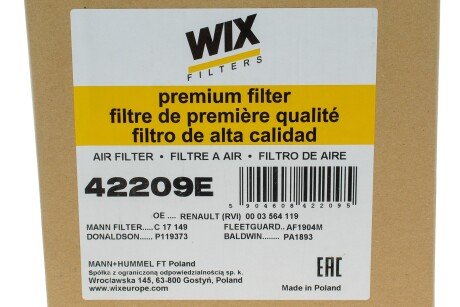 WIX
FILTERS
premium filter
filtre de première qualité
filtro de alta calidad
AIR FILTER • FILTRE A AIR • FILTRO DE AIRE
42209E
5 904608 422095
OE .... RENAULT (RVI) 00 03 564 119
MANN FILTER.....C 17 149 FLEETGUARD..AF1904M
DONALDSON...P119373 BALDWIN........PA1893
MANN+HUMMEL FT Poland
Spółka z ograniczoną odpowiedzialnością sp. k.
Wrocławska 145, 63-800 Gostyń, Poland
www.wixeurope.com
EAC
Made in Poland